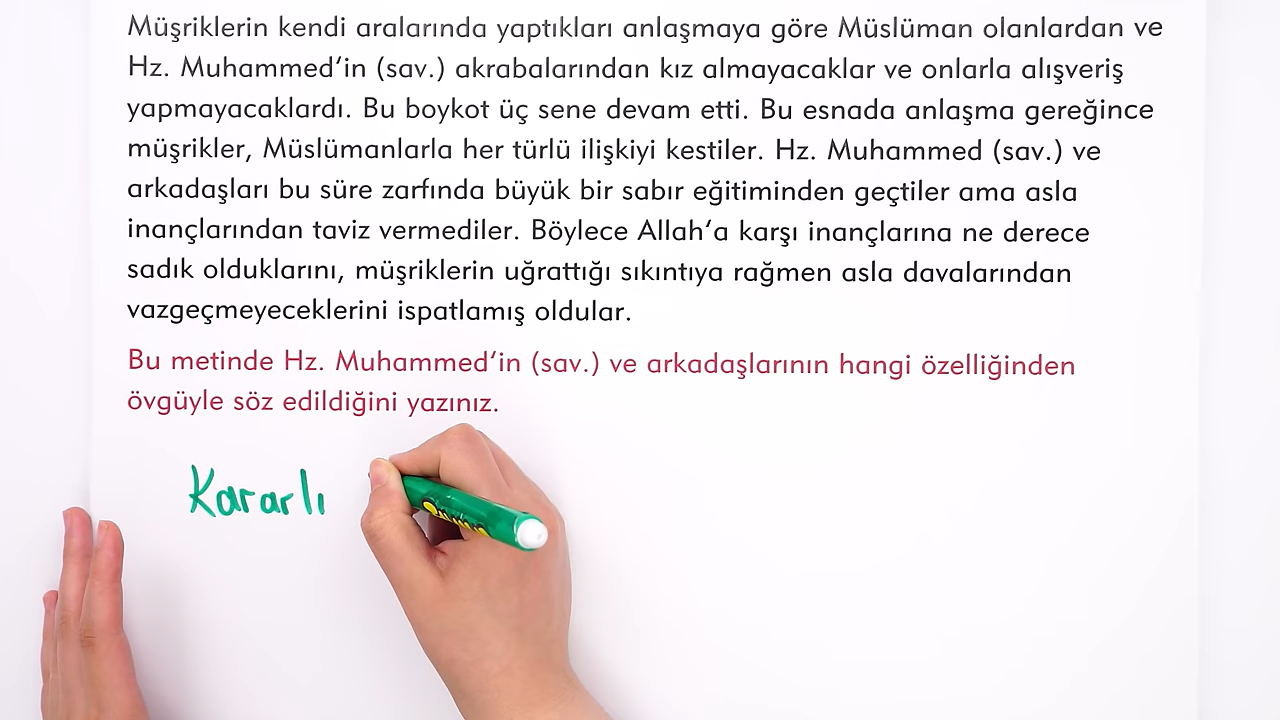 Müşriklerin kendi aralarında yaptıkları anlaşmaya göre Müslüman olanlardan ve
Hz. Muhammed'in (sav.) akrabalarından kız almayacaklar ve onlarla alışveriş
yapmayacaklardı. Bu boykot üç sene devam etti. Bu esnada anlaşma gereğince
müşrikler, Müslümanlarla her türlü ilişkiyi kestiler. Hz. Muhammed (sav.) ve
arkadaşları bu süre zarfında büyük bir sabır eğitiminden geçtiler ama asla
inançlarından taviz vermediler. Böylece Allah'a karşı inançlarına ne derece
sadık olduklarını, müşriklerin uğrattığı sıkıntıya rağmen asla davalarından
vazgeçmeyeceklerini ispatlamış oldular.
Bu metinde Hz. Muhammed'in (sav.) ve arkadaşlarının hangi özelliğinden
övgüyle söz edildiğini yazınız.
Kararlı